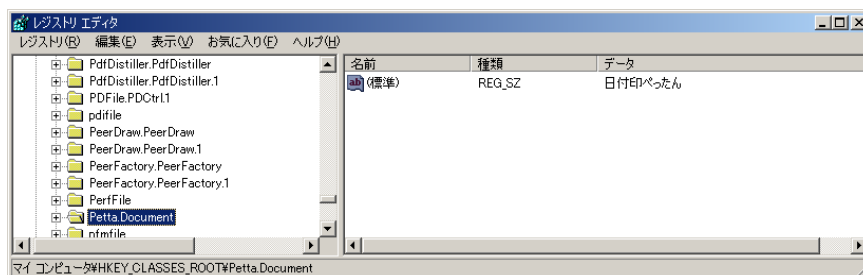 レジストリ エディタ
レジストリ(R) 編集(E) 表示(V) お気に入り(F) ヘルプ(H)
PdfDistiller.PdfDistiller
PdfDistiller.PdfDistiller.1
PDFile.PDCtrl.1
pdifile
PeerDraw.PeerDraw
PeerDraw.PeerDraw.1
PeerFactory.PeerFactory
PeerFactory.PeerFactory.1
PerfFile
Petta.Document
pfmfile
名前 種類 データ
ab (標準) REG_SZ 日付印ぺったん
マイ コンピュータ¥HKEY_CLASSES_ROOT¥Petta.Document